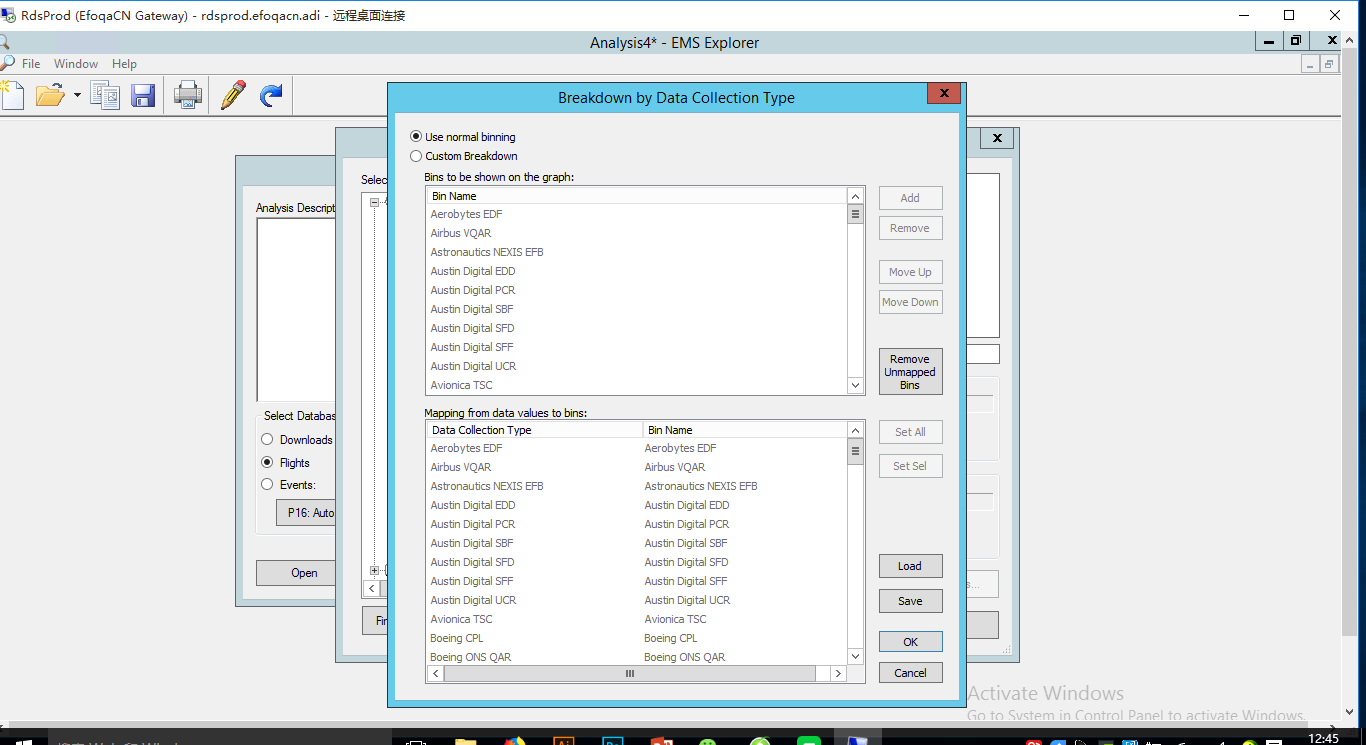 RdsProd (EfoqaCN Gateway) - rdsprod.efoqacn.adi - 远程桌面连接
Analysis4* - EMS Explorer
File Window Help
Breakdown by Data Collection Type
Use normal binning
Custom Breakdown
Bins to be shown on the graph:
Bin Name
Aerobytes EDF
Airbus VQAR
Astronautics NEXIS EFB
Austin Digital EDD
Austin Digital PCR
Austin Digital SBF
Austin Digital SFD
Austin Digital SFF
Austin Digital UCR
Avionica TSC
Add
Remove
Move Up
Move Down
Remove
Unmapped
Bins
Mapping from data values to bins:
Data Collection Type Bin Name
Aerobytes EDF Aerobytes EDF
Airbus VQAR Airbus VQAR
Astronautics NEXIS EFB Astronautics NEXIS EFB
Austin Digital EDD Austin Digital EDD
Austin Digital PCR Austin Digital PCR
Austin Digital SBF Austin Digital SBF
Austin Digital SFD Austin Digital SFD
Austin Digital SFF Austin Digital SFF
Austin Digital UCR Austin Digital UCR
Avionica TSC Avionica TSC
Boeing CPL Boeing CPL
Boeing ONS QAR Boeing ONS QAR
Set All
Set Sel
Load
Save
OK
Cancel
Selec
Fin
Analysis Descript
Select Databas
Downloads
Flights
Events:
P16: Auto
Open
s...
Activate Windows
Go to System in Control Panel to activate Windows.
12:45